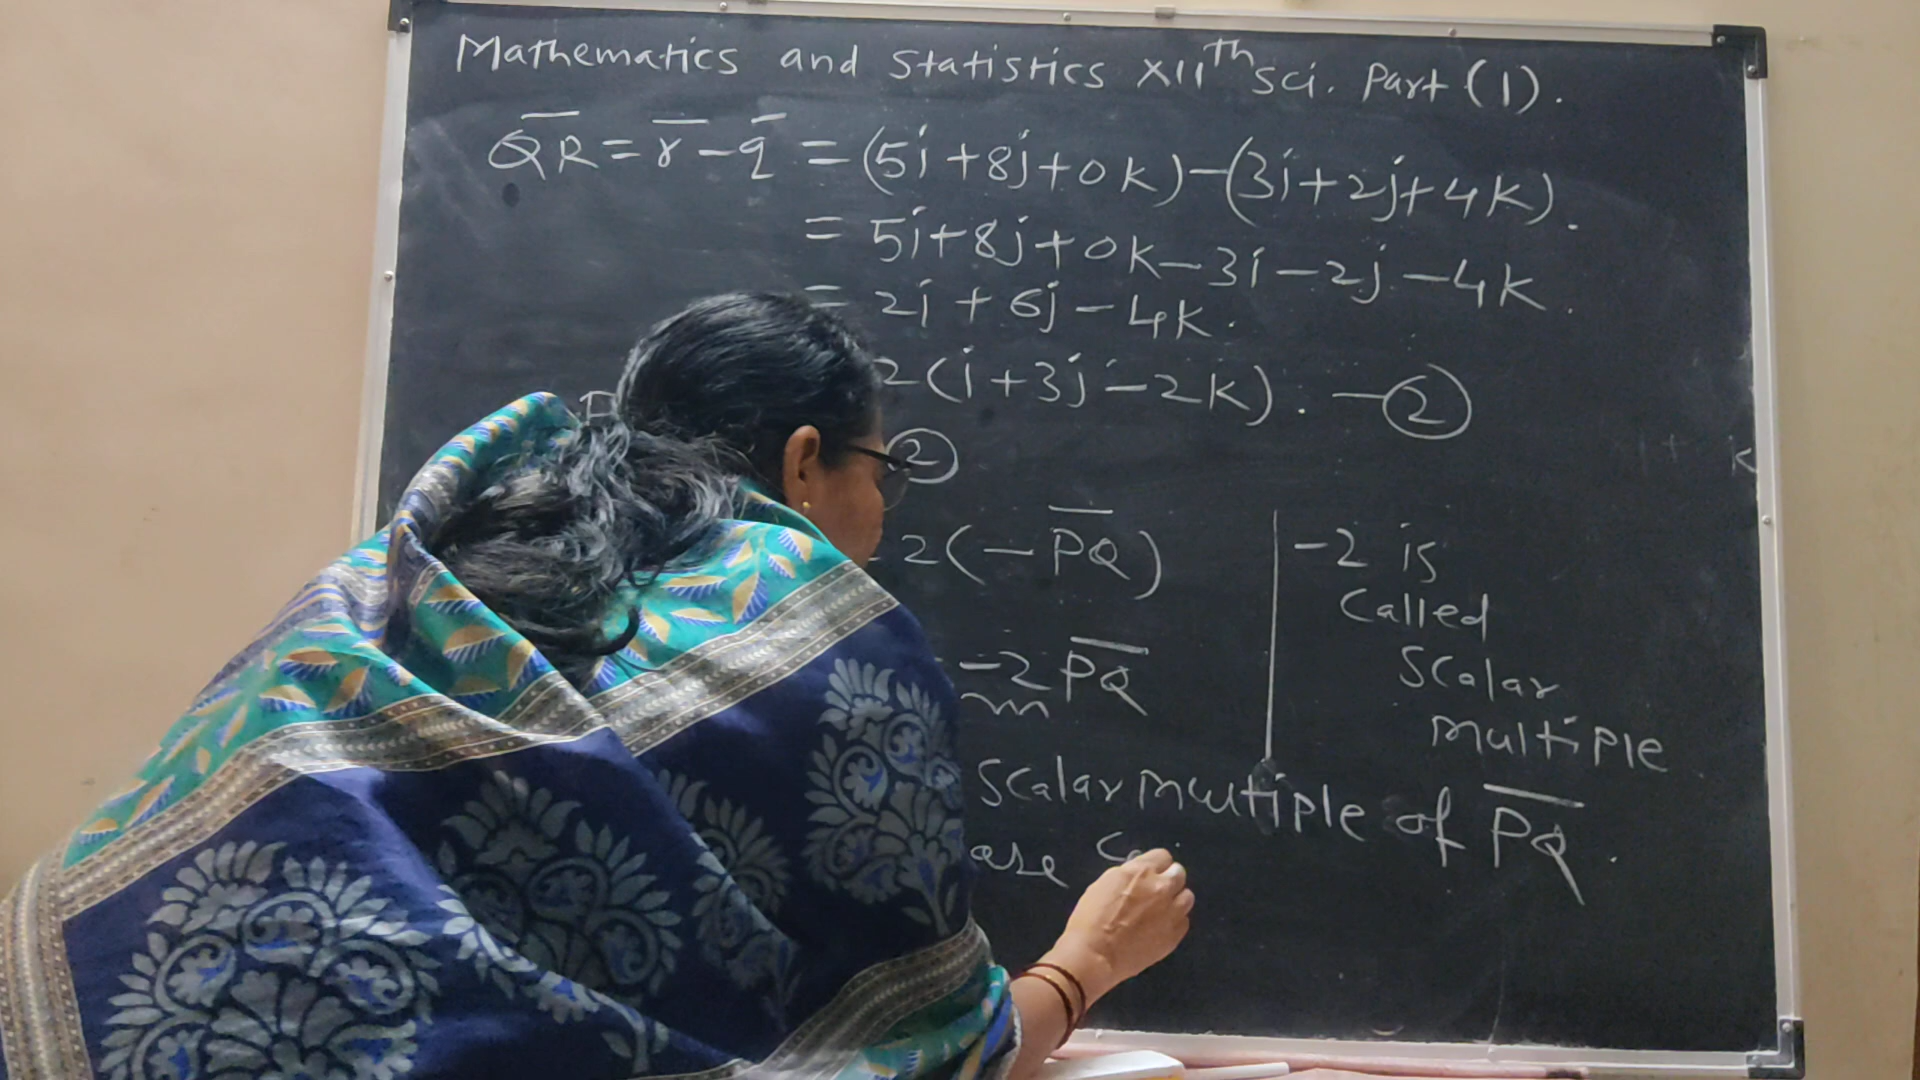 Mathematics and Statistics XIIth Sci. Part (1).
QR = r - q = (5i + 8j + 0k) - (3i + 2j + 4k).
= 5i + 8j + 0k - 3i - 2j - 4k.
= 2i + 6j - 4k.
2(i + 3j - 2k). - 2
2
2(- PQ)
-2 is
called
scalar
multiple
-2 PQ
scalar multiple of PQ.
are